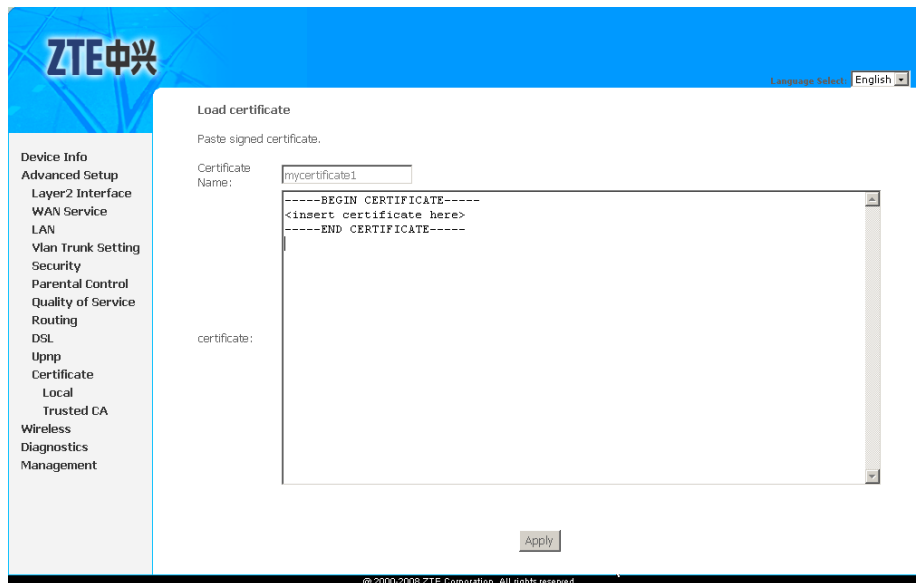 ZTE中兴
Language Select: English
Load certificate
Paste signed certificate.
Certificate
Name:
mycertificate1
-----BEGIN CERTIFICATE-----
<insert certificate here>
-----END CERTIFICATE-----
certificate:
Apply
Device Info
Advanced Setup
Layer2 Interface
WAN Service
LAN
Vlan Trunk Setting
Security
Parental Control
Quality of Service
Routing
DSL
Upnp
Certificate
Local
Trusted CA
Wireless
Diagnostics
Management
@ 2000-2008 ZTE Corporation. All rights reserved